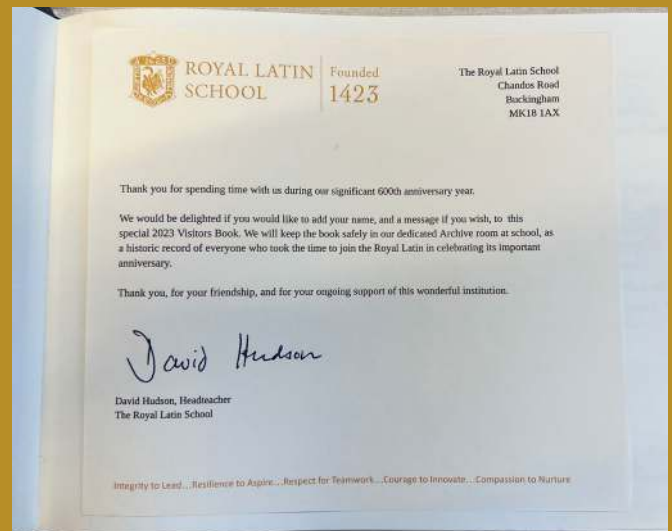 ROYAL LATIN
SCHOOL
Founded
1423
The Royal Latin School
Chandos Road
Buckingham
MK18 1AX
Thank you for spending time with us during our significant 600th anniversary year.
We would be delighted if you would like to add your name, and a message if you wish, to this
special 2023 Visitors Book. We will keep the book safely in our dedicated Archive room at school, as
a historic record of everyone who took the time to join the Royal Latin in celebrating its important
anniversary.
Thank you, for your friendship, and for your ongoing support of this wonderful institution.
David Hudson
David Hudson, Headteacher
The Royal Latin School
Integrity to Lead...Resilience to Aspire...Respect for Teamwork...Courage to Innovate...Compassion to Nurture